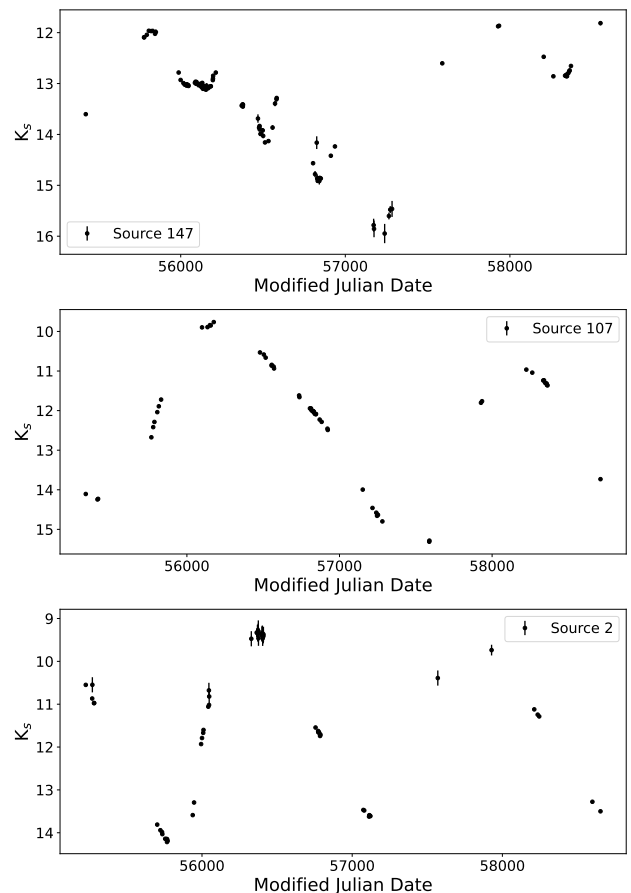 12
13
14
15
16
K_s
Source 147
56000 57000 58000
Modified Julian Date
10
11
12
13
14
15
K_s
Source 107
56000 57000 58000
Modified Julian Date
9
10
11
12
13
14
K_s
Source 2
56000 57000 58000
Modified Julian Date